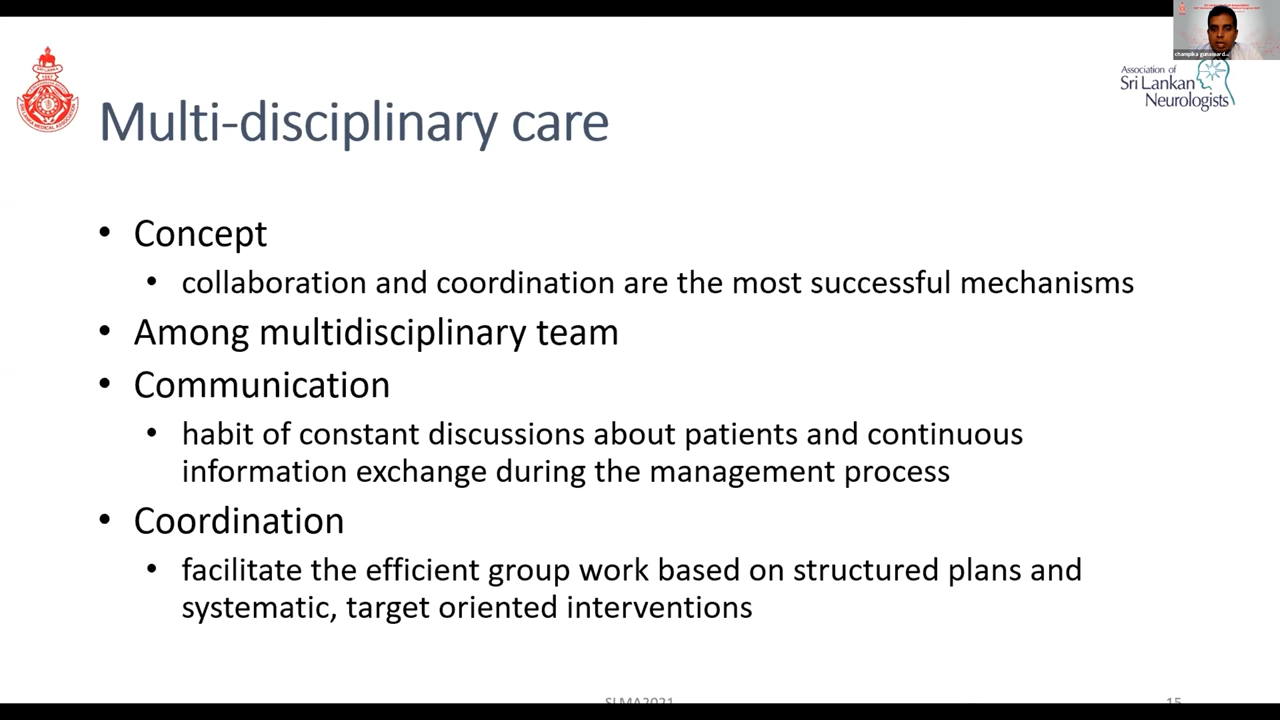 Association of
Sri Lankan
Neurologists
Multi-disciplinary care
• Concept
• collaboration and coordination are the most successful mechanisms
• Among multidisciplinary team
• Communication
• habit of constant discussions about patients and continuous
information exchange during the management process
• Coordination
• facilitate the efficient group work based on structured plans and
systematic, target oriented interventions
SLMA2021
15